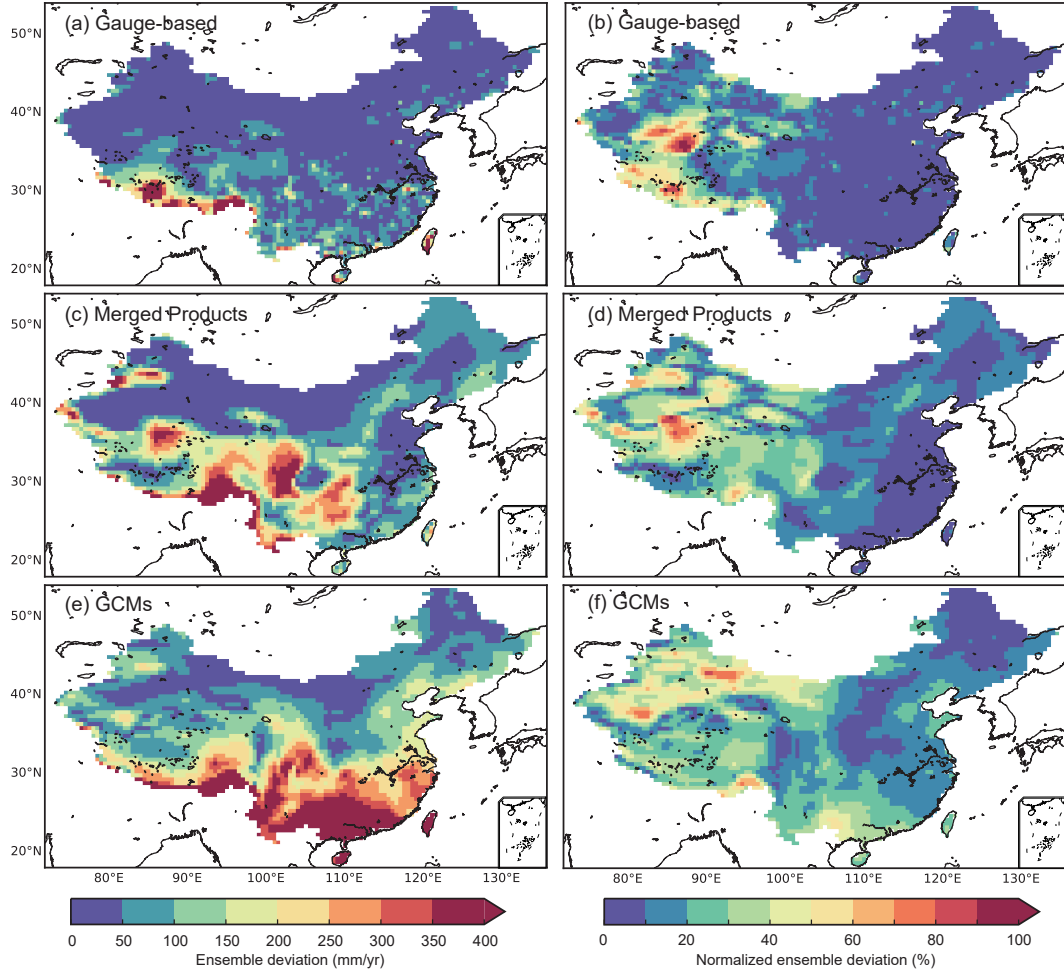 (a) Gauge-based
(b) Gauge-based
50°N
40°N
30°N
20°N
(c) Merged Products
(d) Merged Products
50°N
40°N
30°N
20°N
(e) GCMs
(f) GCMs
50°N
40°N
30°N
20°N
80°E 90°E 100°E 110°E 120°E 130°E
80°E 90°E 100°E 110°E 120°E 130°E
0 50 100 150 200 250 300 350 400
Ensemble deviation (mm/yr)
0 20 40 60 80 100
Normalized ensemble deviation (%)